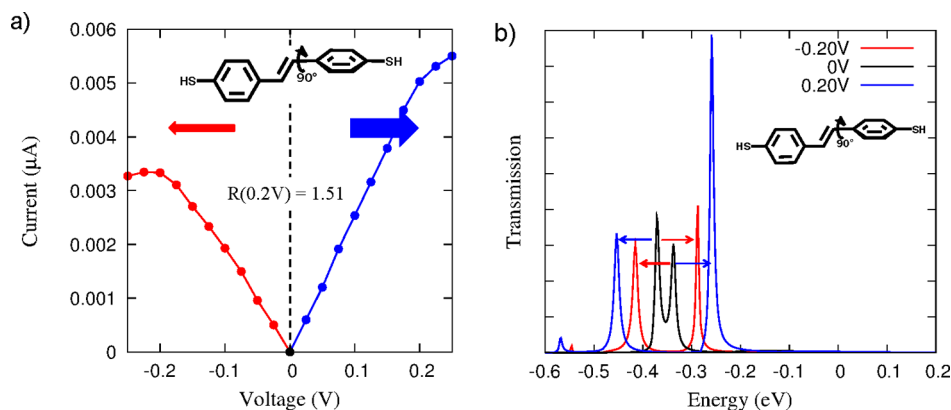 a)
0.006
0.005
0.004
0.003
0.002
0.001
0
Current (µA)
-0.2
-0.1
0
0.1
0.2
Voltage (V)
HS
SH
90°
R(0.2V) = 1.51
b)
-0.20V
0V
0.20V
HS
SH
90°
Transmission
-0.6
-0.5
-0.4
-0.3
-0.2
-0.1
0
0.1
0.2
Energy (eV)